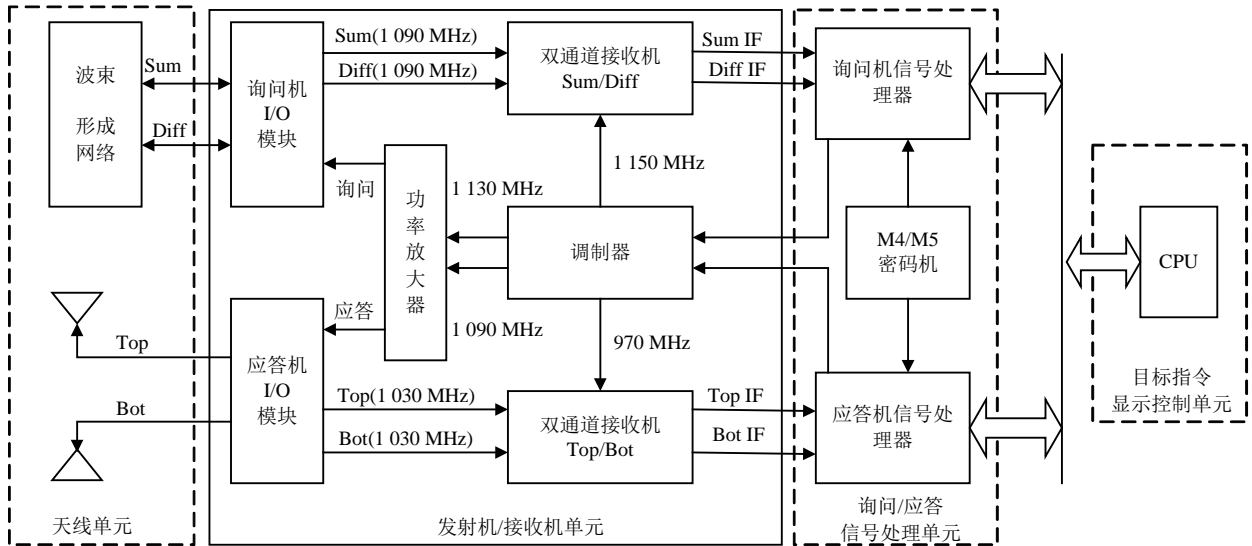 波束
形成
网络
Sum
Diff
询问机
I/O
模块
Sum(1 090 MHz)
Diff(1 090 MHz)
双通道接收机
Sum/Diff
Sum IF
Diff IF
询问机信号处
理器
询问
功
率
放
大
器
1 130 MHz
1 150 MHz
调制器
M4/M5
密码机
CPU
应答
1 090 MHz
970 MHz
Top
Bot
应答机
I/O
模块
Top(1 030 MHz)
Bot(1 030 MHz)
双通道接收机
Top/Bot
Top IF
Bot IF
应答机信号处
理器
目标指令
显示控制单元
天线单元
发射机/接收机单元
询问/应答
信号处理单元